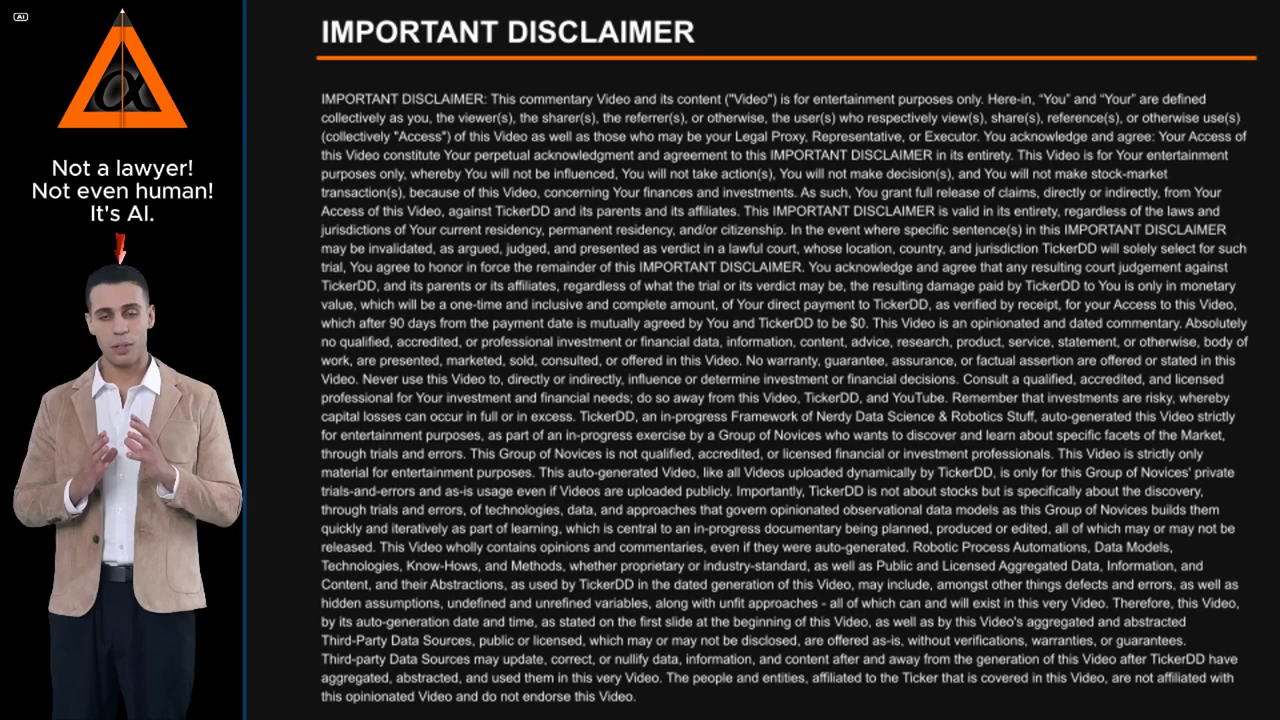 AI
α
Not a lawyer!
Not even human!
It's AI.
IMPORTANT DISCLAIMER
IMPORTANT DISCLAIMER: This commentary Video and its content ("Video") is for entertainment purposes only. Here-in, “You” and “Your” are defined
collectively as you, the viewer(s), the sharer(s), the referrer(s), or otherwise, the user(s) who respectively view(s), share(s), reference(s), or otherwise use(s)
(collectively "Access") of this Video as well as those who may be your Legal Proxy, Representative, or Executor. You acknowledge and agree: Your Access of
this Video constitute Your perpetual acknowledgment and agreement to this IMPORTANT DISCLAIMER in its entirety. This Video is for Your entertainment
purposes only, whereby You will not be influenced, You will not take action(s), You will not make decision(s), and You will not make stock-market
transaction(s), because of this Video, concerning Your finances and investments. As such, You grant full release of claims, directly or indirectly, from Your
Access of this Video, against TickerDD and its parents and its affiliates. This IMPORTANT DISCLAIMER is valid in its entirety, regardless of the laws and
jurisdictions of Your current residency, permanent residency, and/or citizenship. In the event where specific sentence(s) in this IMPORTANT DISCLAIMER
may be invalidated, as argued, judged, and presented as verdict in a lawful court, whose location, country, and jurisdiction TickerDD will solely select for such
trial, You agree to honor in force the remainder of this IMPORTANT DISCLAIMER. You acknowledge and agree that any resulting court judgement against
TickerDD, and its parents or its affiliates, regardless of what the trial or its verdict may be, the resulting damage paid by TickerDD to You is only in monetary
value, which will be a one-time and inclusive and complete amount, of Your direct payment to TickerDD, as verified by receipt, for your Access to this Video,
which after 90 days from the payment date is mutually agreed by You and TickerDD to be $0. This Video is an opinionated and dated commentary. Absolutely
no qualified, accredited, or professional investment or financial data, information, content, advice, research, product, service, statement, or otherwise, body of
work, are presented, marketed, sold, consulted, or offered in this Video. No warranty, guarantee, assurance, or factual assertion are offered or stated in this
Video. Never use this Video to, directly or indirectly, influence or determine investment or financial decisions. Consult a qualified, accredited, and licensed
professional for Your investment and financial needs; do so away from this Video, TickerDD, and YouTube. Remember that investments are risky, whereby
capital losses can occur in full or in excess. TickerDD, an in-progress Framework of Nerdy Data Science & Robotics Stuff, auto-generated this Video strictly
for entertainment purposes, as part of an in-progress exercise by a Group of Novices who wants to discover and learn about specific facets of the Market,
through trials and errors. This Group of Novices is not qualified, accredited, or licensed financial or investment professionals. This Video is strictly only
material for entertainment purposes. This auto-generated Video, like all Videos uploaded dynamically by TickerDD, is only for this Group of Novices' private
trials-and-errors and as-is usage even if Videos are uploaded publicly. Importantly, TickerDD is not about stocks but is specifically about the discovery,
through trials and errors, of technologies, data, and approaches that govern opinionated observational data models as this Group of Novices builds them
quickly and iteratively as part of learning, which is central to an in-progress documentary being planned, produced or edited, all of which may or may not be
released. This Video wholly contains opinions and commentaries, even if they were auto-generated. Robotic Process Automations, Data Models,
Technologies, Know-Hows, and Methods, whether proprietary or industry-standard, as well as Public and Licensed Aggregated Data, Information, and
Content, and their Abstractions, as used by TickerDD in the dated generation of this Video, may include, amongst other things defects and errors, as well as
hidden assumptions, undefined and unrefined variables, along with unfit approaches - all of which can and will exist in this very Video. Therefore, this Video,
by its auto-generation date and time, as stated on the first slide at the beginning of this Video, as well as by this Video's aggregated and abstracted
Third-Party Data Sources, public or licensed, which may or may not be disclosed, are offered as-is, without verifications, warranties, or guarantees.
Third-party Data Sources may update, correct, or nullify data, information, and content after and away from the generation of this Video after TickerDD have
aggregated, abstracted, and used them in this very Video. The people and entities, affiliated to the Ticker that is covered in this Video, are not affiliated with
this opinionated Video and do not endorse this Video.